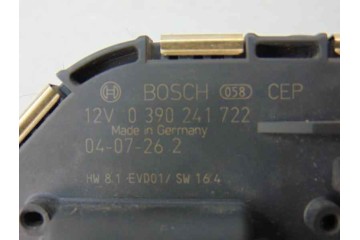 BOSCH 058 CEP
12V 0 390 241 722
Made in Germany
04-07-26 2
HW 8.1-EV001/ SW 16.4